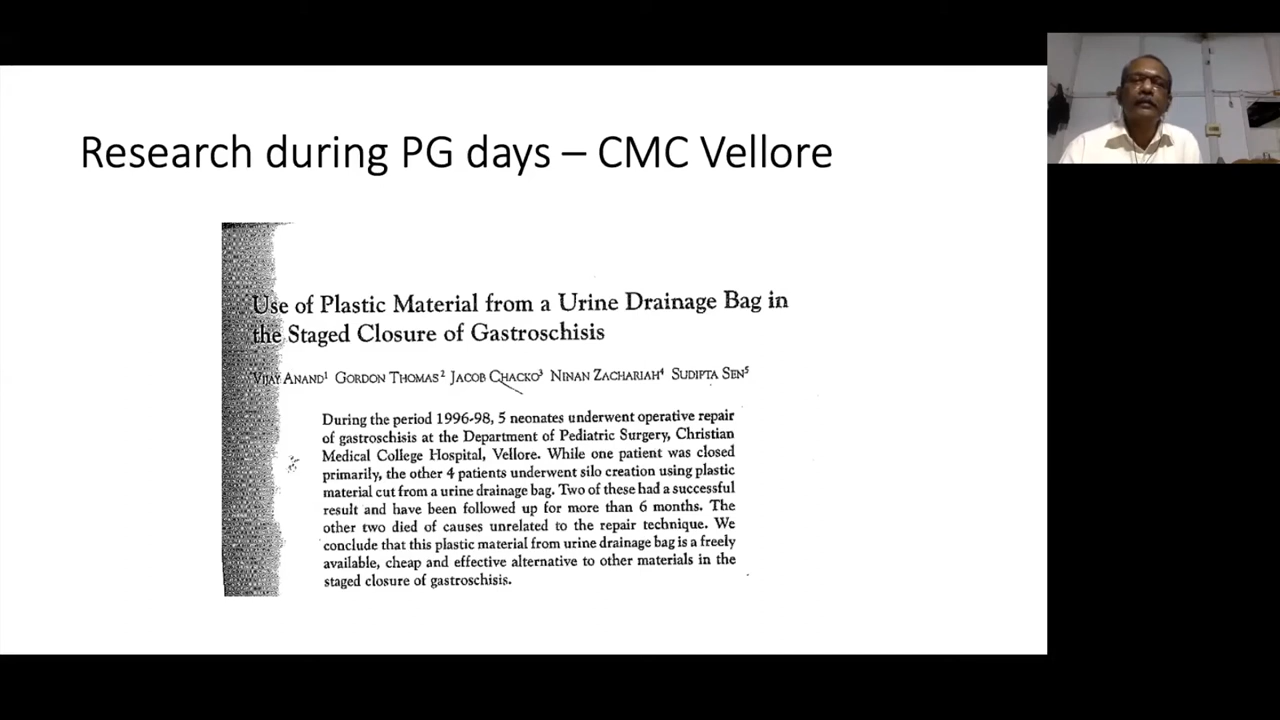 Research during PG days – CMC Vellore
Use of Plastic Material from a Urine Drainage Bag in
the Staged Closure of Gastroschisis
VIJAY ANAND¹ GORDON THOMAS² JACOB CHACKO³ NINAN ZACHARIAH⁴ SUDIPTA SEN⁵
During the period 1996-98, 5 neonates underwent operative repair
of gastroschisis at the Department of Pediatric Surgery, Christian
Medical College Hospital, Vellore. While one patient was closed
primarily, the other 4 patients underwent silo creation using plastic
material cut from a urine drainage bag. Two of these had a successful
result and have been followed up for more than 6 months. The
other two died of causes unrelated to the repair technique. We
conclude that this plastic material from urine drainage bag is a freely
available, cheap and effective alternative to other materials in the
staged closure of gastroschisis.